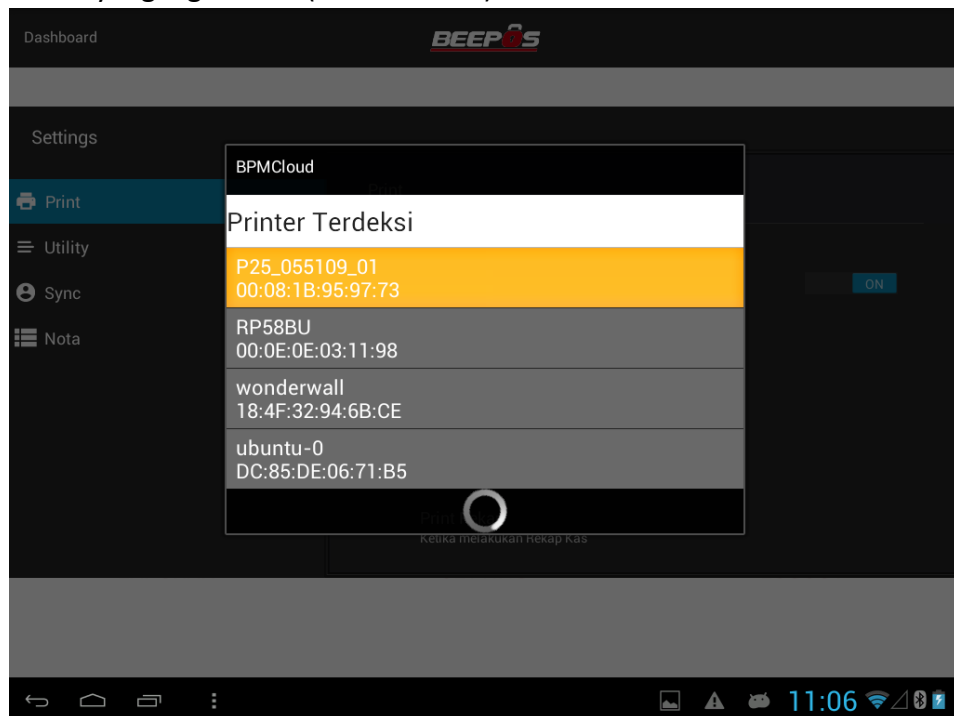 Dashboard
BEEPOS
Settings
BPMCloud
Print
Print
Printer Terdeksi
Utility
P25_055109_01
00:08:1B:95:97:73
ON
Sync
RP58BU
00:0E:0E:03:11:98
Nota
wonderwall
18:4F:32:94:6B:CE
ubuntu-0
DC:85:DE:06:71:B5
Print
Ketika melakukan Rekap Kas
11:06